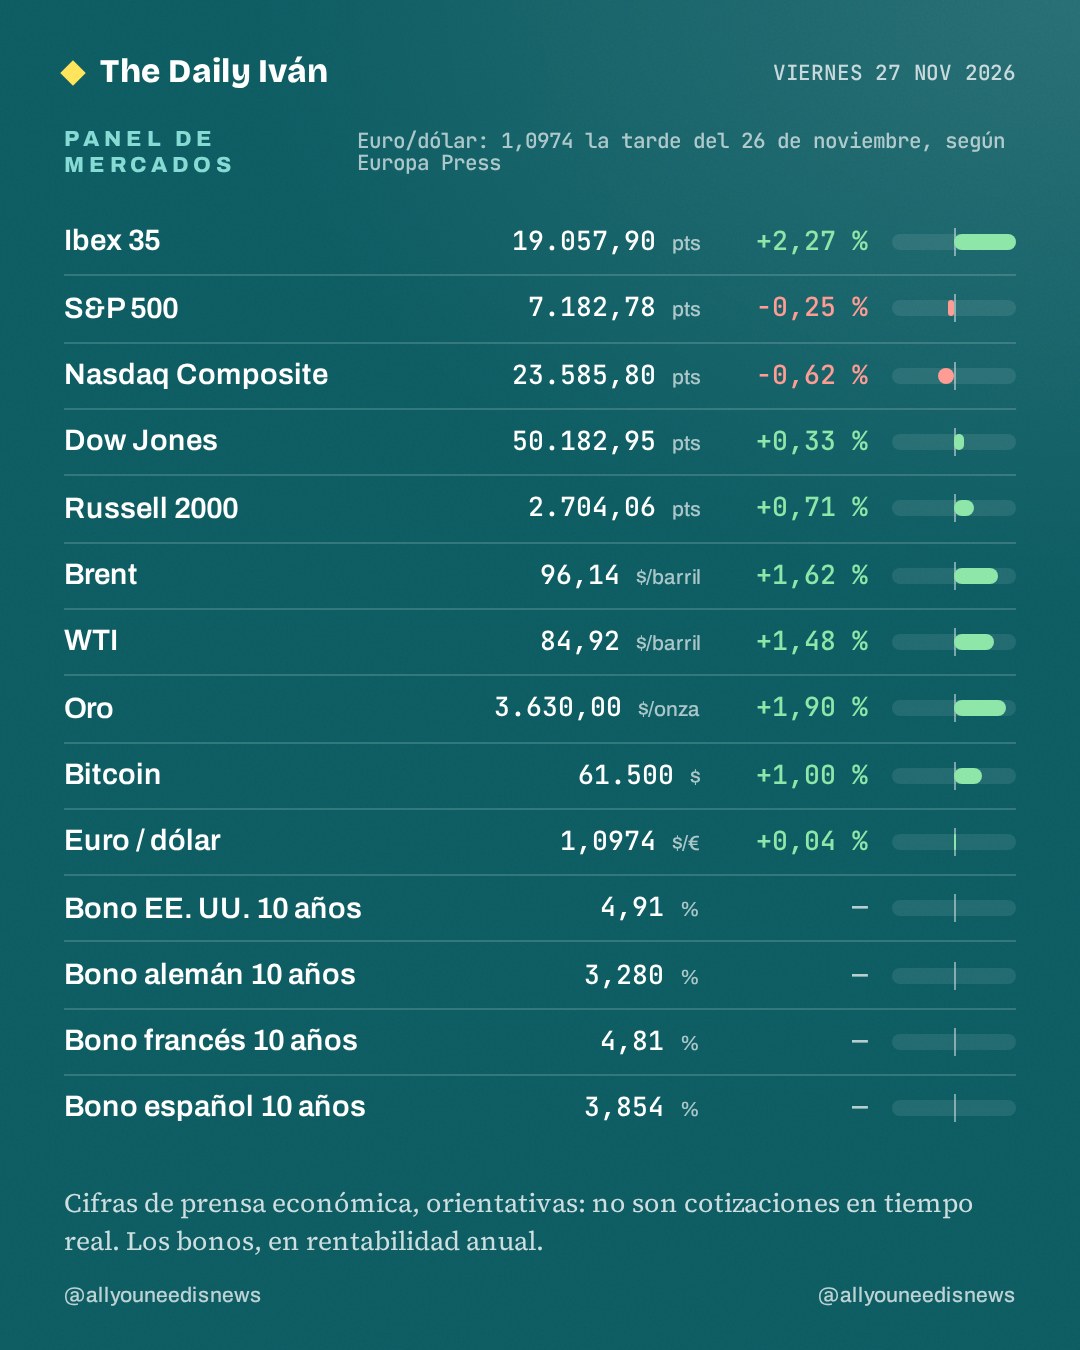 The Daily Iván
VIERNES 27 NOV 2026
PANEL DE
MERCADOS
Euro/dólar: 1,0974 la tarde del 26 de noviembre, según
Europa Press
Ibex 35 19.057,90 pts +2,27 %
S&P 500 7.182,78 pts -0,25 %
Nasdaq Composite 23.585,80 pts -0,62 %
Dow Jones 50.182,95 pts +0,33 %
Russell 2000 2.704,06 pts +0,71 %
Brent 96,14 $/barril +1,62 %
WTI 84,92 $/barril +1,48 %
Oro 3.630,00 $/onza +1,90 %
Bitcoin 61.500 $ +1,00 %
Euro / dólar 1,0974 $/€ +0,04 %
Bono EE. UU. 10 años 4,91 % —
Bono alemán 10 años 3,280 % —
Bono francés 10 años 4,81 % —
Bono español 10 años 3,854 % —
Cifras de prensa económica, orientativas: no son cotizaciones en tiempo
real. Los bonos, en rentabilidad anual.
@allyouneedisnews
@allyouneedisnews